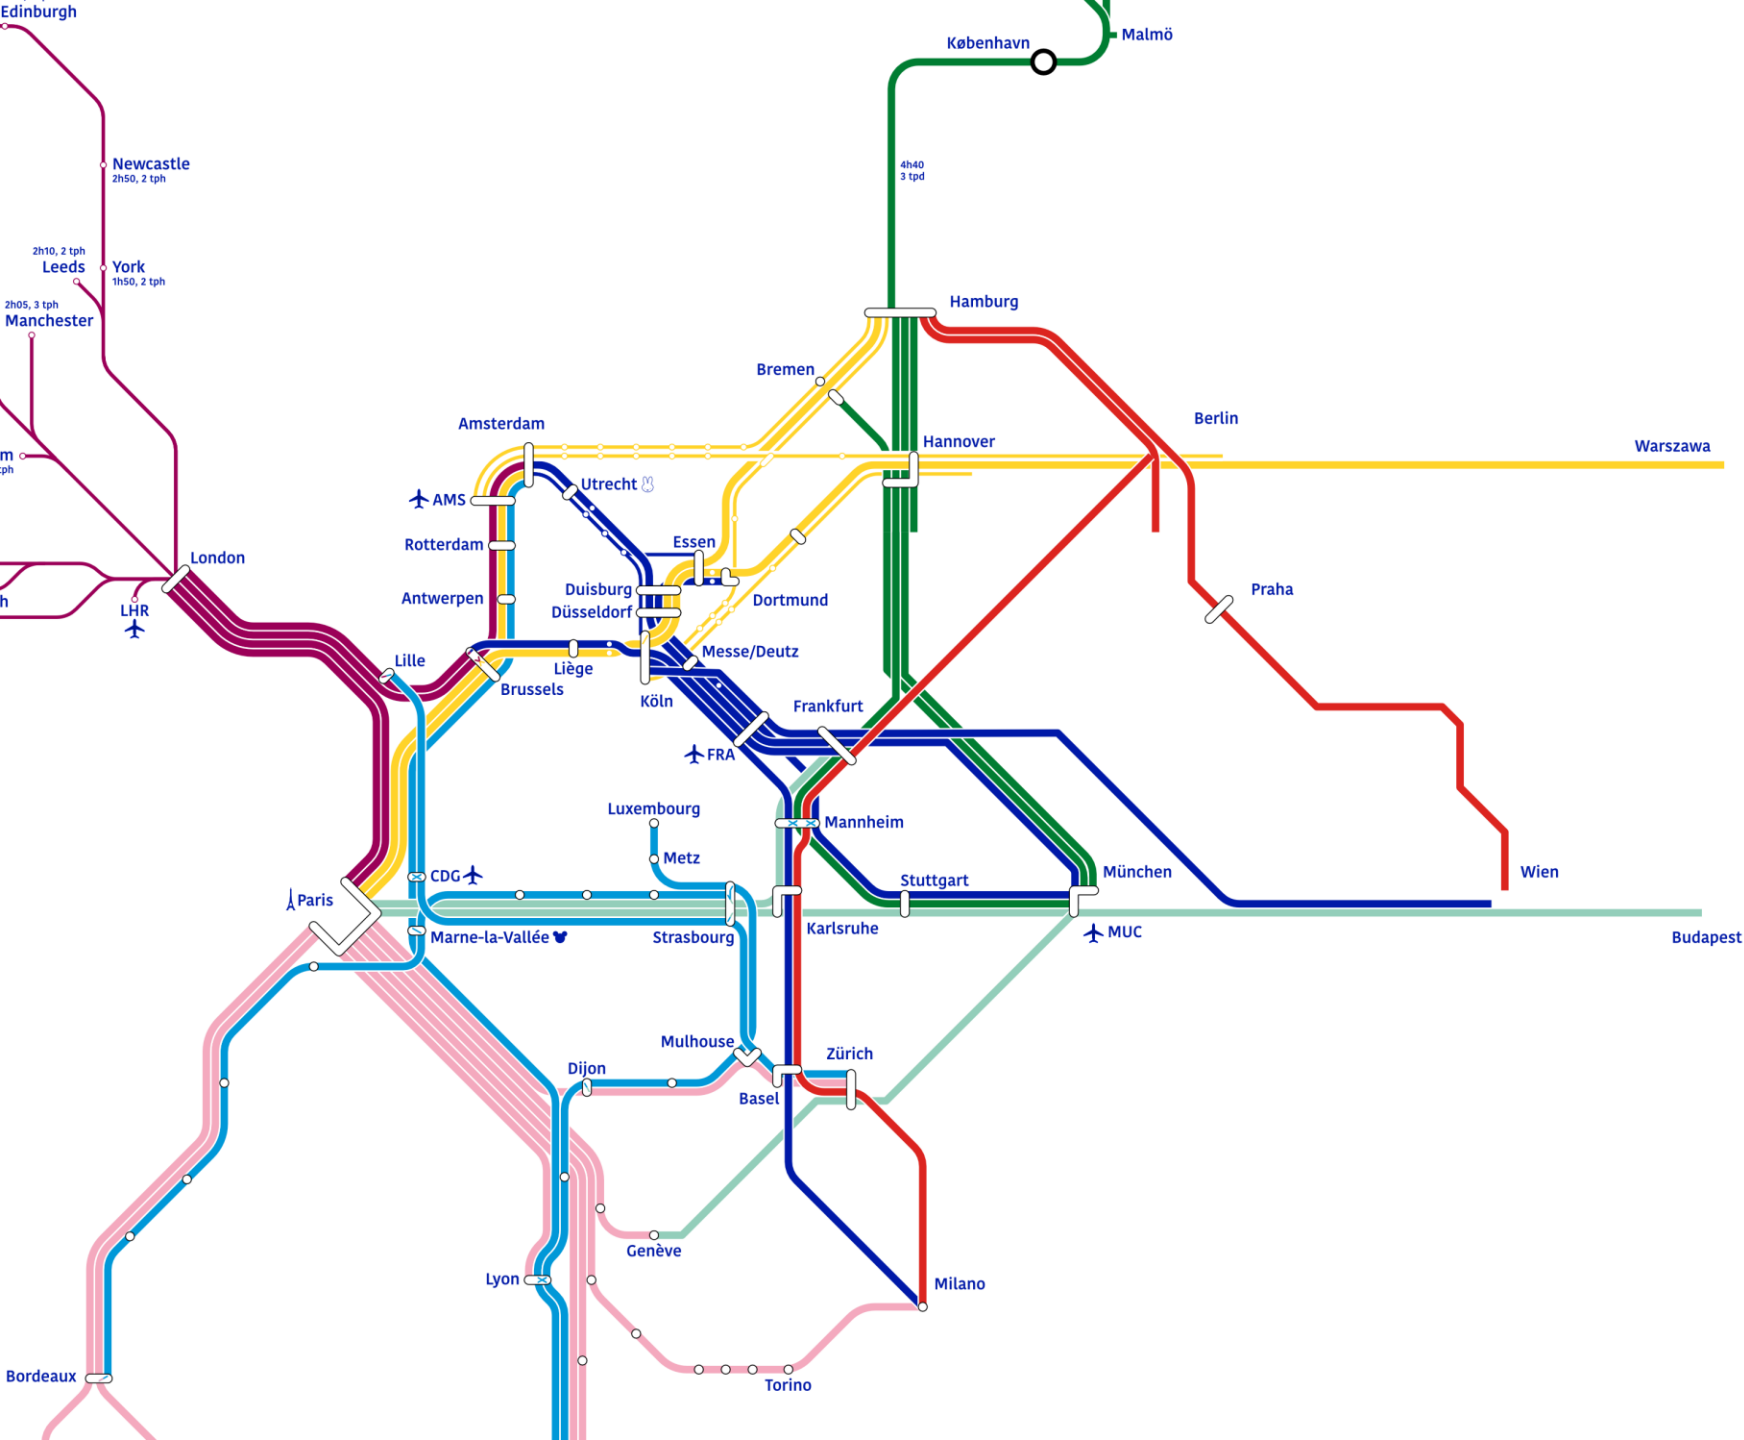 Edinburgh
Malmö
København
Newcastle
2h50, 2 tph
4h40
3 tpd
2h10, 2 tph
Leeds
York
1h50, 2 tph
2h05, 3 tph
Manchester
Hamburg
Bremen
Amsterdam
Berlin
Hannover
Warszawa
m
tph
Utrecht
AMS
Rotterdam
Essen
London
Duisburg
Praha
Antwerpen
Dortmund
h
LHR
Düsseldorf
Messe/Deutz
Lille
Liège
Brussels
Köln
Frankfurt
FRA
Luxembourg
Mannheim
Metz
CDG
Stuttgart
München
Wien
Paris
Marne-la-Vallée
Strasbourg
Karlsruhe
MUC
Budapest
Mulhouse
Zürich
Dijon
Basel
Genève
Lyon
Milano
Bordeaux
Torino